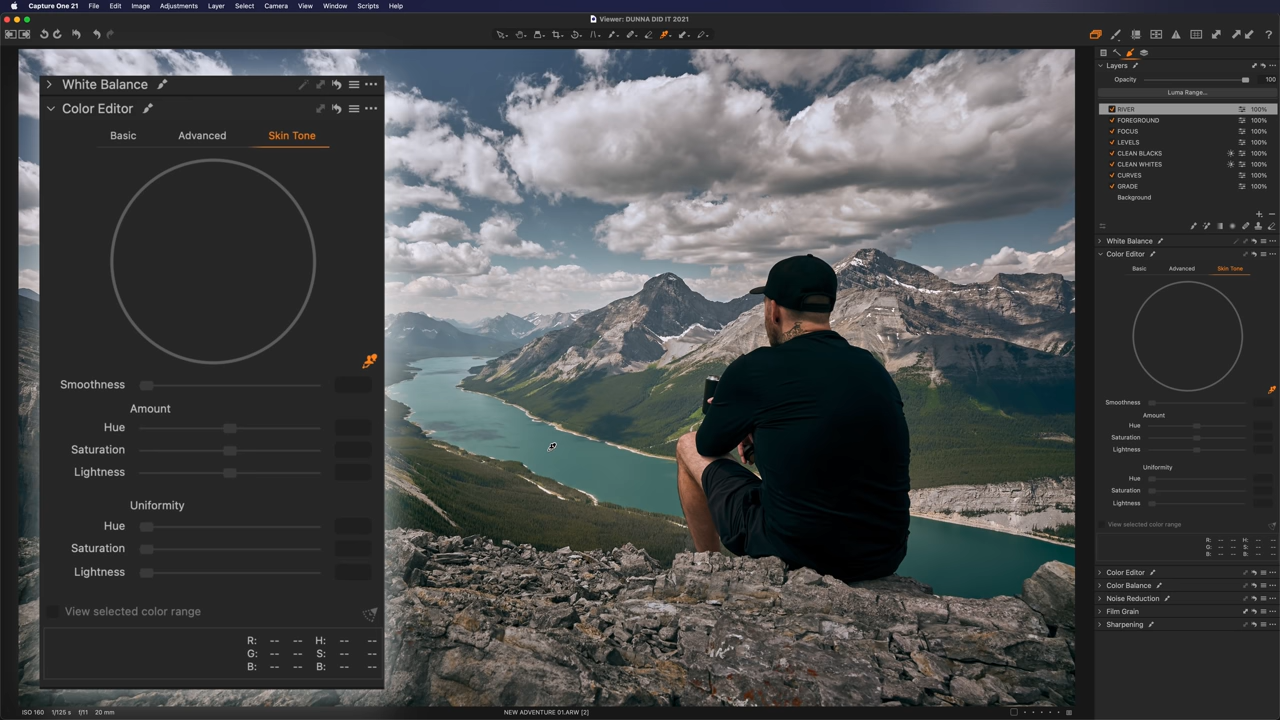 Capture One 21 File Edit Image Adjustments Layer Select Camera View Window Scripts Help
Viewer: DUNNA DID IT 2021
White Balance
Color Editor
Basic Advanced Skin Tone
Smoothness
Amount
Hue
Saturation
Lightness
Uniformity
Hue
Saturation
Lightness
View selected color range
R: -- -- H: -- --
G: -- -- S: -- --
B: -- -- B: -- --
Layers
Opacity 100
Luma Range...
RIVER 100%
FOREGROUND 100%
FOCUS 100%
LEVELS 100%
CLEAN BLACKS 100%
CLEAN WHITES 100%
CURVES 100%
GRADE 100%
Background
White Balance
Color Editor
Basic Advanced Skin Tone
Smoothness
Amount
Hue
Saturation
Lightness
Uniformity
Hue
Saturation
Lightness
View selected color range
R: -- -- H: -- --
G: -- -- S: -- --
B: -- -- B: -- --
Color Editor
Color Balance
Noise Reduction
Film Grain
Sharpening
ISO 160 1/125 s f/11 20 mm
NEW ADVENTURE 01.ARW [2]